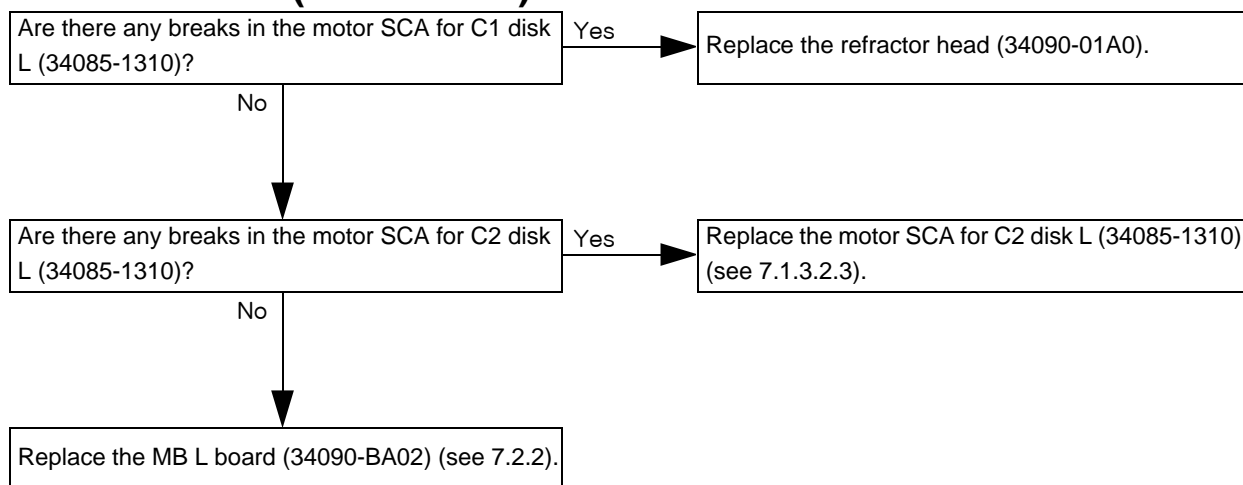 Are there any breaks in the motor SCA for C1 disk
L (34085-1310)?
Yes
Replace the refractor head (34090-01A0).
No
Are there any breaks in the motor SCA for C2 disk
L (34085-1310)?
Yes
Replace the motor SCA for C2 disk L (34085-1310)
(see 7.1.3.2.3).
No
Replace the MB L board (34090-BA02) (see 7.2.2).